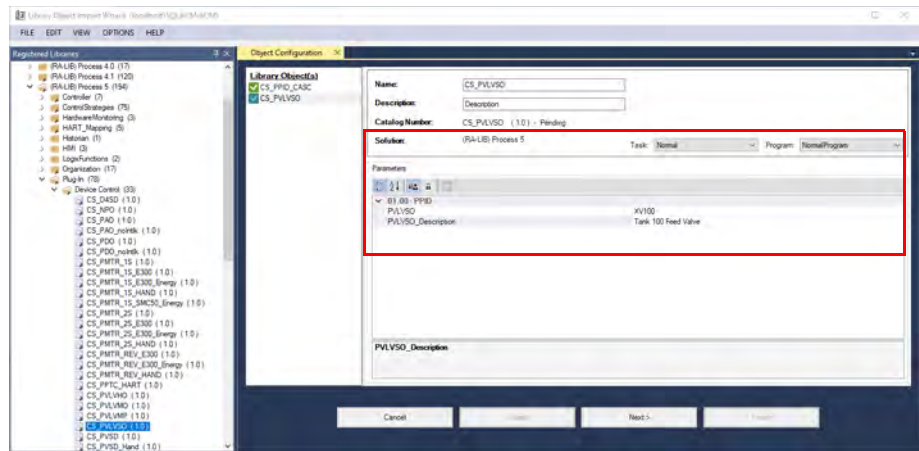 Library Object Import Wizard
FILE EDIT VIEW OPTIONS HELP
Registered Libraries
(RA-LIB) Process 4.0 (17)
(RA-LIB) Process 4.1 (120)
(RA-LIB) Process 5 (194)
Controller (7)
ControlStrategies (75)
HardwareMonitoring (3)
HART_Mapping (5)
Historian (1)
HMI (3)
LogixFunctions (2)
Organization (17)
Plug-In (78)
Device Control (33)
CS_D4SD (1.0)
CS_NPO (1.0)
CS_PAO (1.0)
CS_PAO_nointlk (1.0)
CS_PDO (1.0)
CS_PDO_nointlk (1.0)
CS_PMTR_1S (1.0)
CS_PMTR_1S_E300 (1.0)
CS_PMTR_1S_E300_Energy (1.0)
CS_PMTR_1S_HAND (1.0)
CS_PMTR_1S_SMC50_Energy (1.0)
CS_PMTR_2S (1.0)
CS_PMTR_2S_E300 (1.0)
CS_PMTR_2S_E300_Energy (1.0)
CS_PMTR_2S_HAND (1.0)
CS_PMTR_REV_E300 (1.0)
CS_PMTR_REV_E300_Energy (1.0)
CS_PMTR_REV_HAND (1.0)
CS_PPTC_HART (1.0)
CS_PVLVHO (1.0)
CS_PVLVMO (1.0)
CS_PVLVMP (1.0)
CS_PVLVSO (1.0)
CS_PVSD (1.0)
CS_PVSD_Hand (1.0)
Object Configuration
Library Object(s)
CS_PPID_CASC
CS_PVLVSO
Name: CS_PVLVSO
Description: Description
Catalog Number: CS_PVLVSO (1.0) - Pending
Solution: (RA-LIB) Process 5 Task: Normal Program: NormalProgram
Parameters
01.00 PPID
PVLVSO XV100
PVLVSO_Description Tank 100 Feed Valve
PVLVSO_Description
Cancel Next >